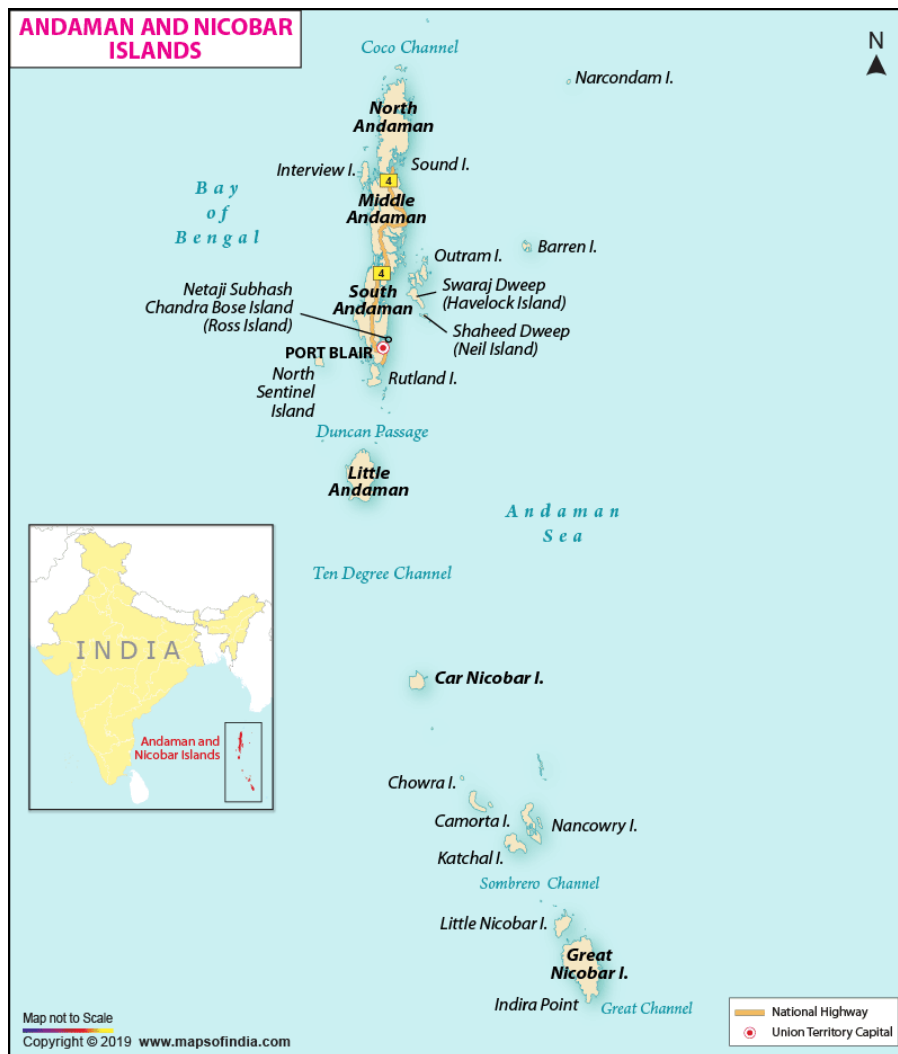 ANDAMAN AND NICOBAR
ISLANDS
Coco Channel
N
Narcondam I.
North
Andaman
Interview I.
Sound I.
4
Bay
of
Bengal
Middle
Andaman
Outram I.
Barren I.
4
Netaji Subhash
Chandra Bose Island
(Ross Island)
South
Andaman
Swaraj Dweep
(Havelock Island)
Shaheed Dweep
(Neil Island)
PORT BLAIR
North
Sentinel
Island
Rutland I.
Duncan Passage
Little
Andaman
Andaman
Sea
Ten Degree Channel
INDIA
Andaman and
Nicobar Islands
Car Nicobar I.
Chowra I.
Camorta I.
Nancowry I.
Katchal I.
Sombrero Channel
Little Nicobar I.
Great
Nicobar I.
Indira Point
Great Channel
Map not to Scale
Copyright © 2019 www.mapsofindia.com
National Highway
Union Territory Capital